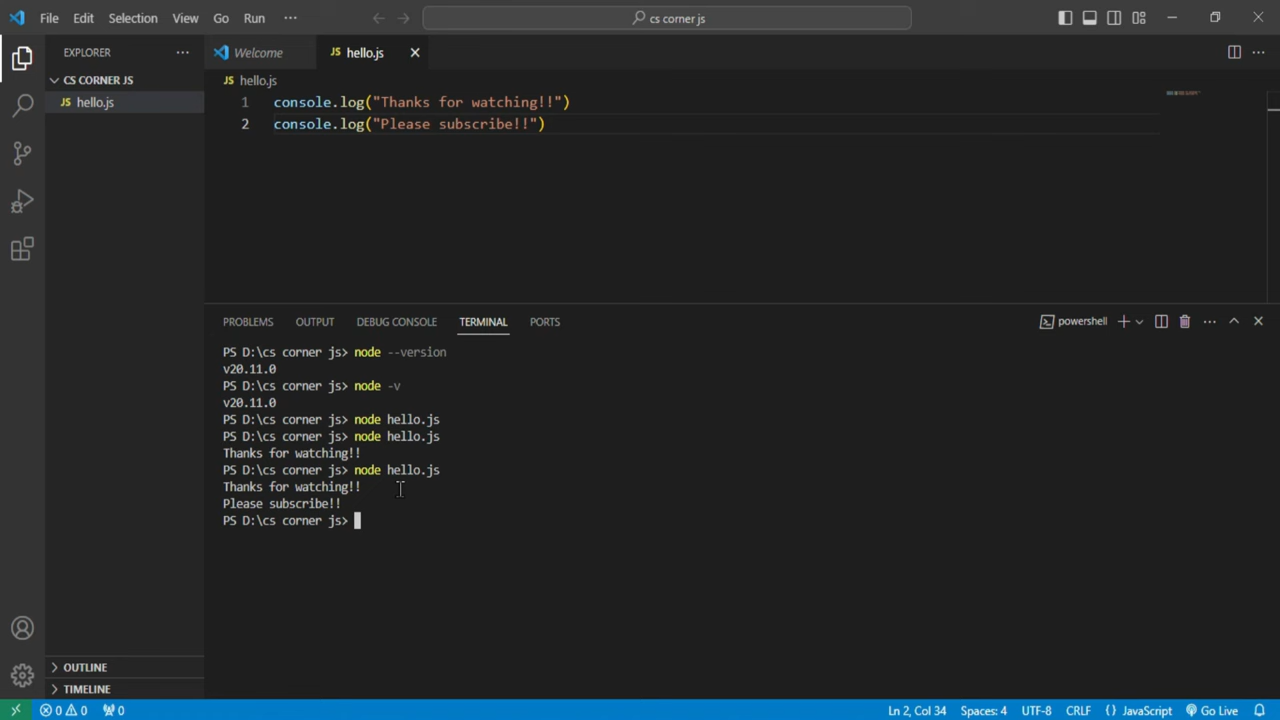 File Edit Selection View Go Run ···
cs corner js
EXPLORER ···
Welcome
JS hello.js
CS CORNER JS
JS hello.js
JS hello.js
1 console.log("Thanks for watching!!")
2 console.log("Please subscribe!!")
PROBLEMS OUTPUT DEBUG CONSOLE TERMINAL PORTS
powershell
PS D:\cs corner js> node --version
v20.11.0
PS D:\cs corner js> node -v
v20.11.0
PS D:\cs corner js> node hello.js
PS D:\cs corner js> node hello.js
Thanks for watching!!
PS D:\cs corner js> node hello.js
Thanks for watching!!
Please subscribe!!
PS D:\cs corner js>
OUTLINE
TIMELINE
0 0 0
Ln 2, Col 34 Spaces: 4 UTF-8 CRLF {} JavaScript Go Live